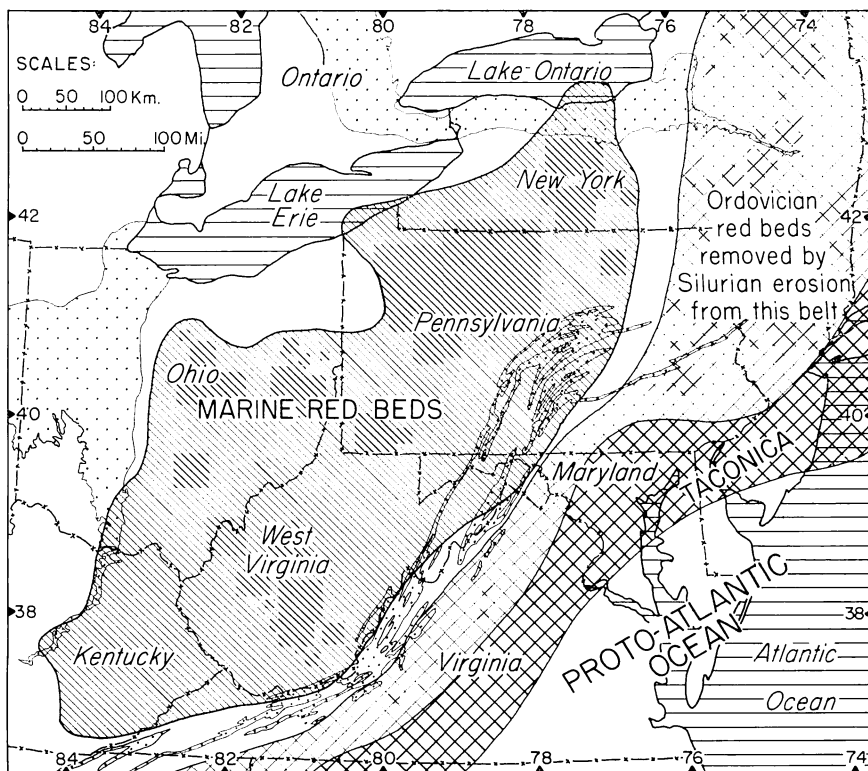 84
80
78
76
74
SCALES:
0 50 100 Km.
0 50 100 Mi.
Ontario
Lake Ontario
Lake
Erie
New York
42
42
Ordovician
red beds
removed by
Silurian erosion
from this belt
Pennsylvania
Ohio
MARINE RED BEDS
40
40
Maryland
TACONICA
West
Virginia
38
38
PROTO-ATLANTIC
OCEAN
Kentucky
Virginia
Atlantic
Ocean
84
82
80
78
76
74